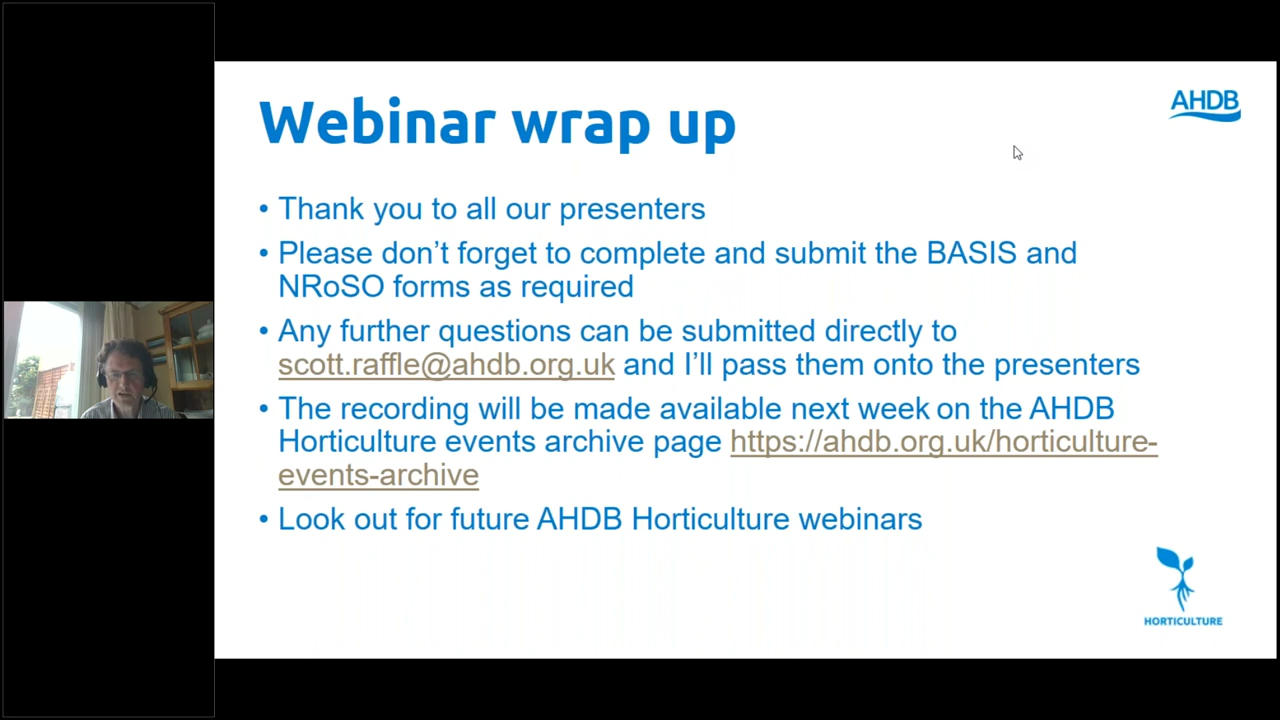 Webinar wrap up
AHDB
• Thank you to all our presenters
• Please don’t forget to complete and submit the BASIS and
NRoSO forms as required
• Any further questions can be submitted directly to
scott.raffle@ahdb.org.uk and I’ll pass them onto the presenters
• The recording will be made available next week on the AHDB
Horticulture events archive page https://ahdb.org.uk/horticulture-
events-archive
• Look out for future AHDB Horticulture webinars
HORTICULTURE